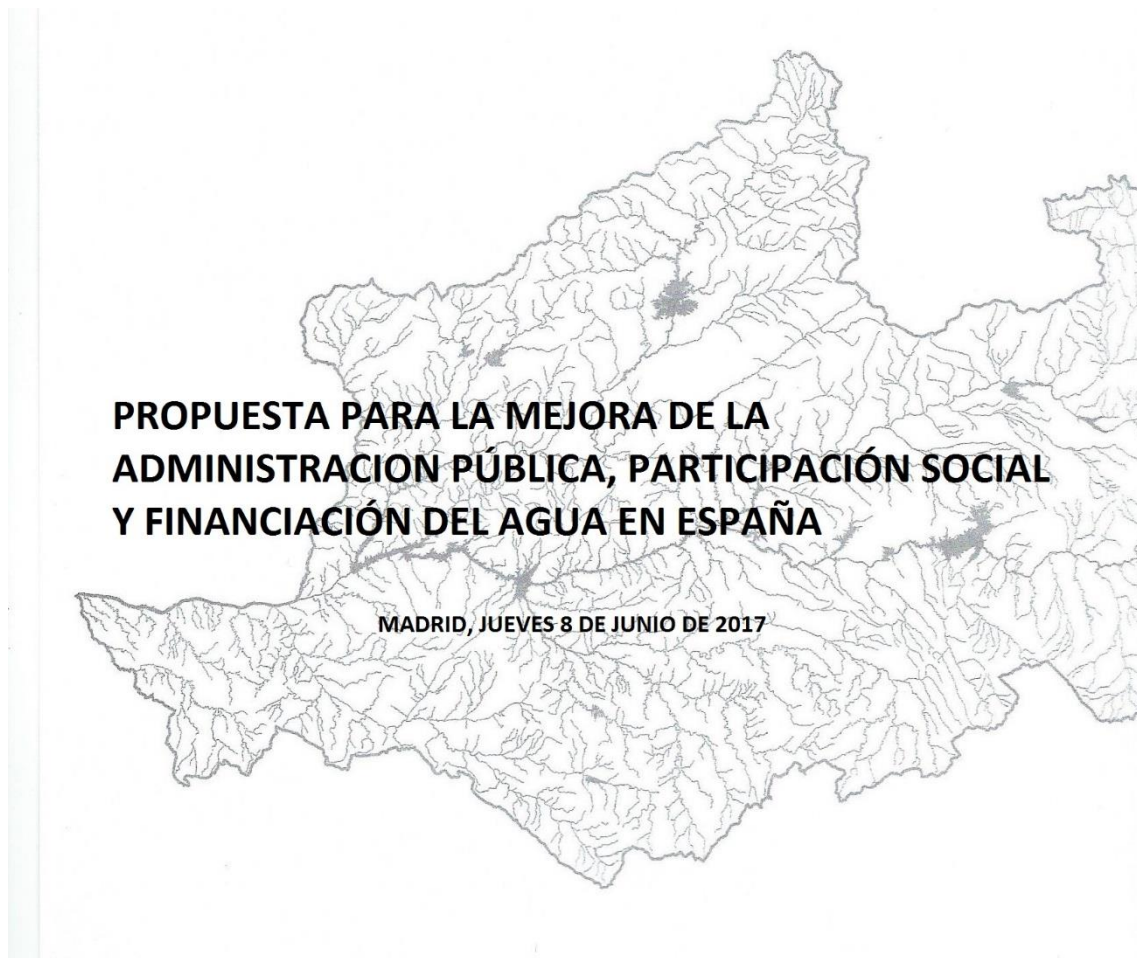 PROPUESTA PARA LA MEJORA DE LA
ADMINISTRACION PÚBLICA, PARTICIPACIÓN SOCIAL
Y FINANCIACIÓN DEL AGUA EN ESPAÑA
MADRID, JUEVES 8 DE JUNIO DE 2017